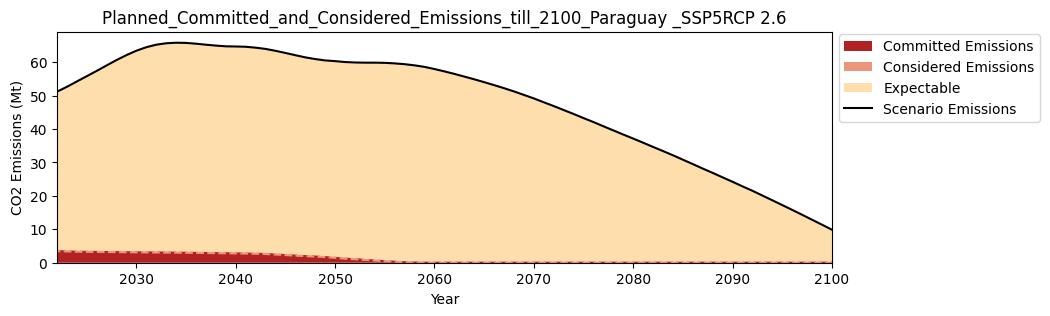 Planned_Committed_and_Considered_Emissions_till_2100_Paraguay _SSP5RCP 2.6
Committed Emissions
Considered Emissions
Expectable
Scenario Emissions
CO2 Emissions (Mt)
60
50
40
30
20
10
0
2030 2040 2050 2060 2070 2080 2090 2100
Year